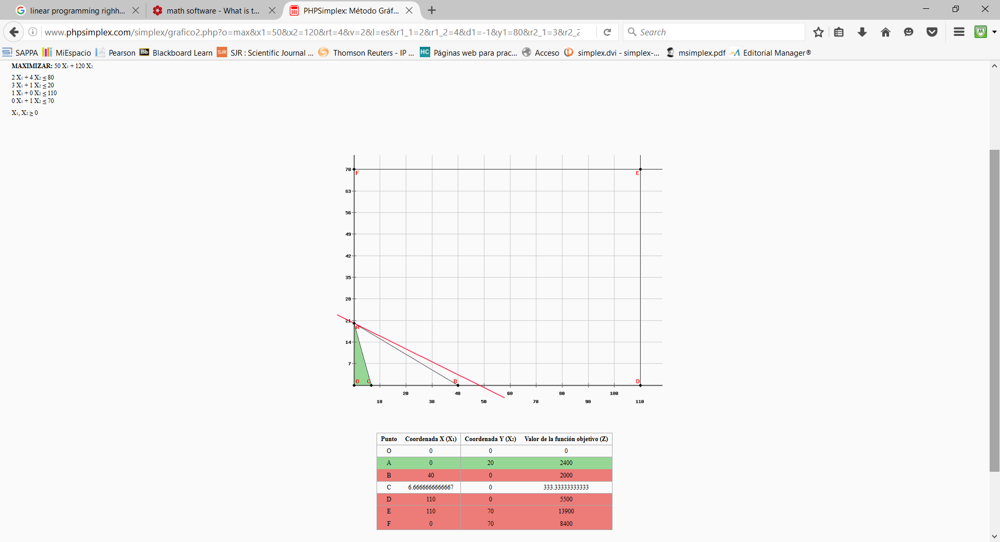 linear programming righh...
math software - What is t...
PHPSimplex: Método Gráf...
www.phpsimplex.com/simplex/grafico2.php?o=max&x1=50&x2=120&rt=4&v=2&l=es&r1_1=2&r1_2=4&d1=-1&y1=80&r2_1=3&r2_2
Search
SAPPA
MiEspacio
Pearson
Bb Blackboard Learn
SJR SJR : Scientific Journal ...
Thomson Reuters - IP ...
HC Páginas web para prac...
Acceso
simplex.dvi - simplex-...
msimplex.pdf
Editorial Manager®
MAXIMIZAR: 50 X1 + 120 X2
2 X1 + 4 X2 ≤ 80
3 X1 + 1 X2 ≤ 20
1 X1 + 0 X2 ≤ 110
0 X1 + 1 X2 ≤ 70
X1, X2 ≥ 0
70
F
E
63
56
49
42
35
28
21
A
14
7
O
C
B
D
20
40
60
80
100
10
30
50
70
90
110
Punto Coordenada X (X1) Coordenada Y (X2) Valor de la función objetivo (Z)
O 0 0 0
A 0 20 2400
B 40 0 2000
C 6.6666666666667 0 333.33333333333
D 110 0 5500
E 110 70 13900
F 0 70 8400